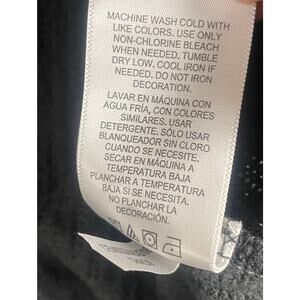 MACHINE WASH COLD WITH
LIKE COLORS. USE ONLY
NON-CHLORINE BLEACH
WHEN NEEDED. TUMBLE
DRY LOW. COOL IRON IF
NEEDED. DO NOT IRON
DECORATION.
LAVAR EN MÁQUINA CON
AGUA FRÍA, CON COLORES
SIMILARES. USAR
DETERGENTE. SÓLO USAR
BLANQUEADOR SIN CLORO
CUANDO SE NECESITE.
SECAR EN MÁQUINA A
TEMPERATURA BAJA
PLANCHAR A TEMPERATURA
BAJA SI SE NECESITA.
NO PLANCHAR LA
DECORACIÓN.